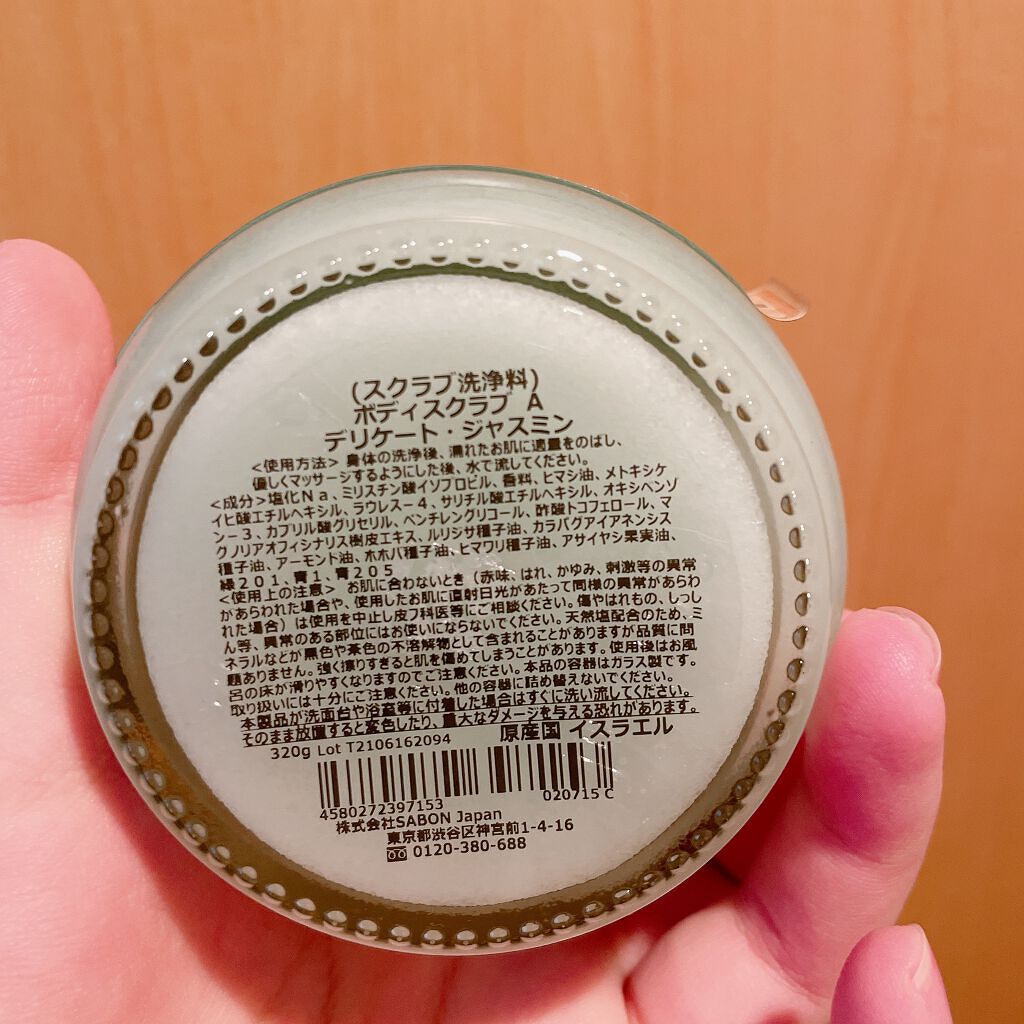 (スクラブ洗浄料)
ボディスクラブ A
デリケート・ジャスミン
<使用方法> 身体の洗浄後、濡れたお肌に適量をのばし、
優しくマッサージするようにした後、水で流してください。
<成分>塩化Na、ミリスチン酸イソプロピル、香料、ヒマシ油、メトキシケ
イヒ酸エチルヘキシル、ラウレス-4、サリチル酸エチルヘキシル、オキシベンゾ
ン-3、カプリル酸グリセリル、ペンチレングリコール、酢酸トコフェロール、マ
グノリアオフィシナリス樹皮エキス、ルリジサ種子油、カラパグアイアネンシス
種子油、アーモンド油、ホホバ種子油、ヒマワリ種子油、アサイヤシ果実油、
緑201、青1、青205
<使用上の注意> お肌に合わないとき(赤味、はれ、かゆみ、刺激等の異常
があらわれた場合や、使用したお肌に直射日光があたって同様の異常があらわ
れた場合)は使用を中止し皮フ科医等にご相談ください。傷やはれもの、しっし
ん等、異常のある部位にはお使いにならないでください。天然塩配合のため、ミ
ネラルなどが黒色や茶色の不溶解物として含まれることがありますが品質に問
題ありません。強く擦りすぎると肌を傷めてしまうことがあります。使用後はお風
呂の床が滑りやすくなりますのでご注意ください。本品の容器はガラス製です。
取り扱いには十分にご注意ください。他の容器に詰め替えないでください。
本製品が洗面台や浴室等に付着した場合はすぐに洗い流してください。
そのまま放置すると変色したり、重大なダメージを与える恐れがあります。
320g Lot T2106162094 原産国 イスラエル
4580272397153 020715 C
株式会社SABON Japan
東京都渋谷区神宮前1-4-16
0120-380-688